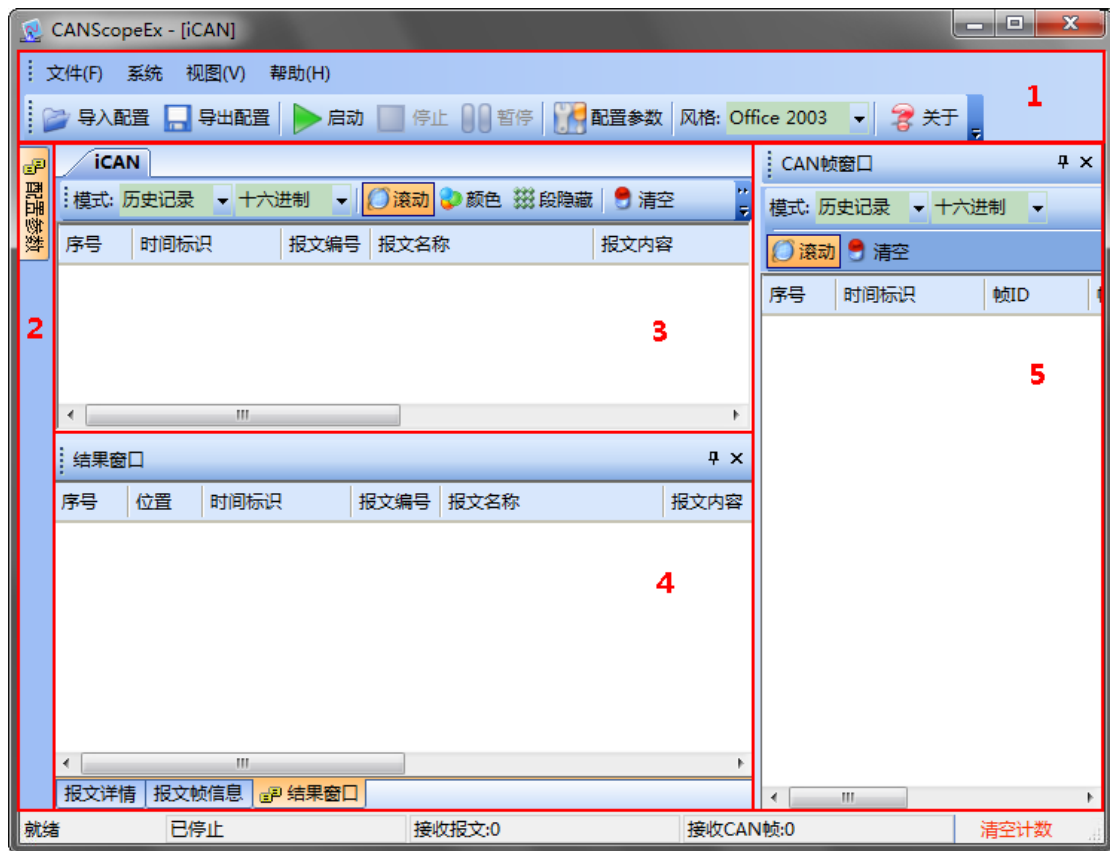 CANScopeEx - [iCAN]
文件(F) 系统 视图(V) 帮助(H)
导入配置 导出配置 启动 停止 暂停 配置参数 风格: Office 2003 关于
1
配置参数
2
iCAN
模式: 历史记录 十六进制 滚动 颜色 段隐藏 清空
序号 时间标识 报文编号 报文名称 报文内容
3
结果窗口
序号 位置 时间标识 报文编号 报文名称 报文内容
4
报文详情 报文帧信息 结果窗口
CAN帧窗口
模式: 历史记录 十六进制
滚动 清空
序号 时间标识 帧ID
5
就绪 已停止 接收报文:0 接收CAN帧:0 清空计数